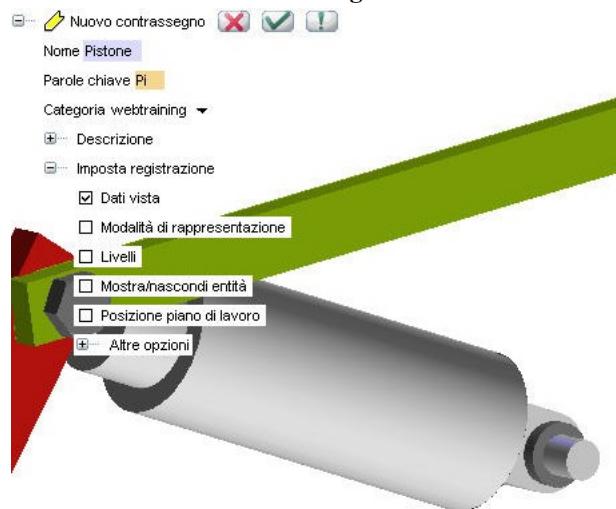 Nuovo contrassegno
Nome Pistone
Parole chiave Pi
Categoria webtraining
Descrizione
Imposta registrazione
Dati vista
Modalità di rappresentazione
Livelli
Mostra/nascondi entità
Posizione piano di lavoro
Altre opzioni